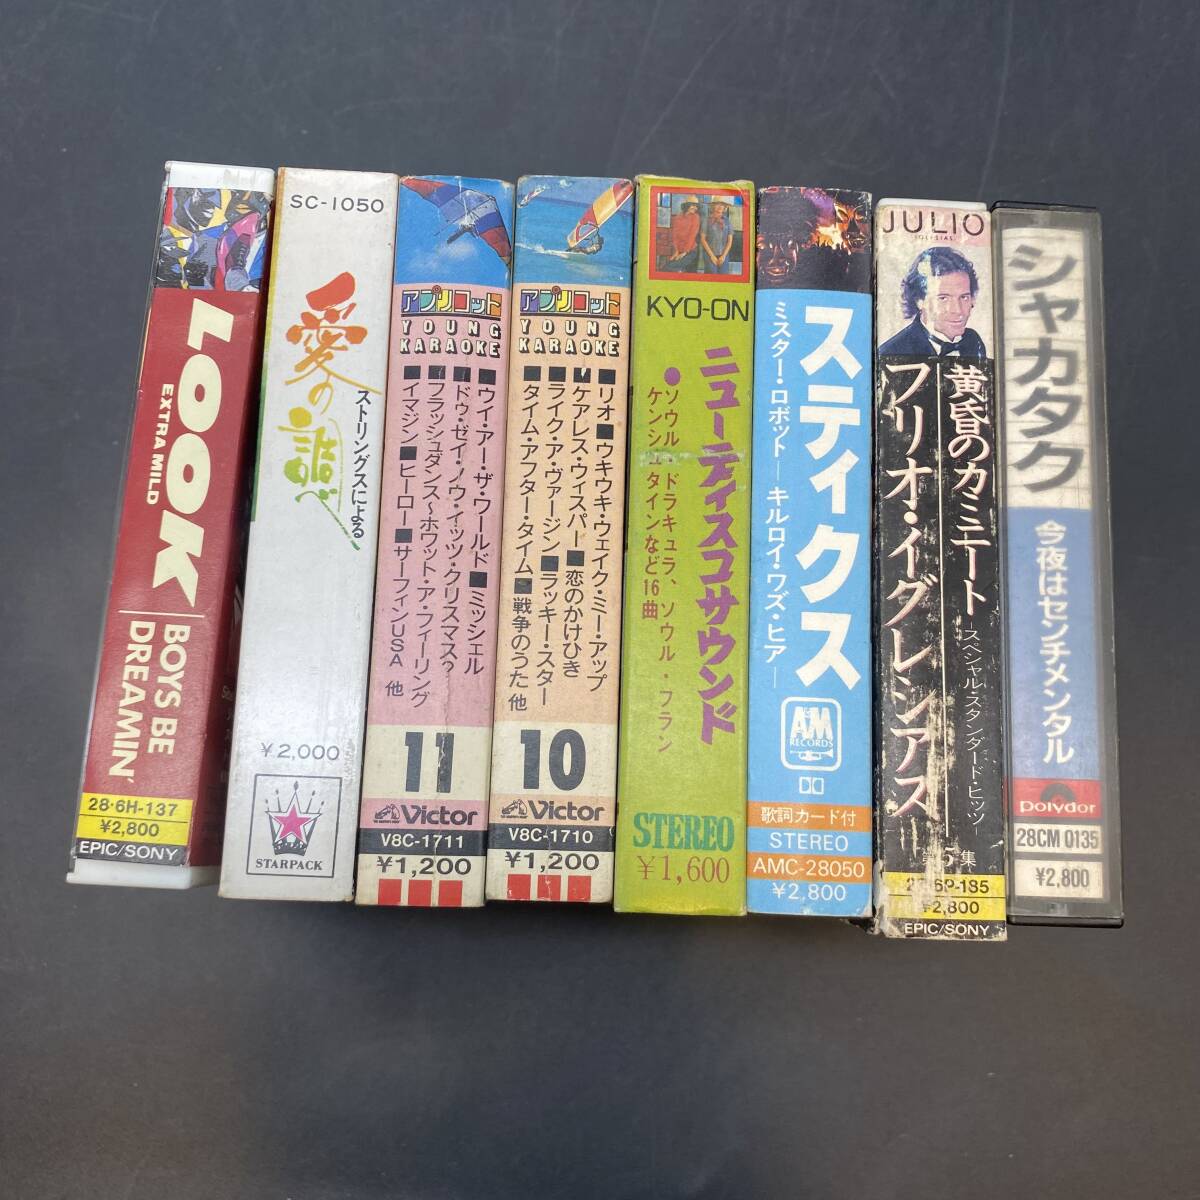 LOOK
EXTRA MILD
BOYS BE
DREAMIN'
28・6H-137
¥2,800
EPIC/SONY
SC-1050
愛の調べ
ストリングスによる
¥2,000
STARPACK
アプリコット
YOUNG
KARAOKE
■ウイ・アー・ザ・ワールド■ミッシェル
■ドゥ・ゼイ・ノウ・イッツ・クリスマス?
■フラッシュダンス〜ホワット・ア・フィーリング
■イマジン■ヒーロー■サーフィンUSA 他
11
Victor
V8C-1711
¥1,200
アプリコット
YOUNG
KARAOKE
■リオ■ウキウキ・ウェイク・ミー・アップ
■ケアレス・ウィスパー■恋のかけひき
■ライク・ア・ヴァージン■ラッキー・スター
■タイム・アフター・タイム■戦争のうた 他
10
Victor
V8C-1710
¥1,200
KYO-ON
ニューディスコサウンド
●ソウル・ドラキュラ、ソウル・フラン
ケンシュタインなど16曲
STEREO
¥1,600
スティクス
ミスター・ロボット—キルロイ・ワズ・ヒア—
A&M
RECORDS
歌詞カード付
STEREO
AMC-28050
¥2,800
JULIO
IGLESIAS
黄昏のカミニート
—スペシャル・スタンダード・ヒッツ—
フリオ・イグレシアス
第5集
6P-185
¥2,800
EPIC/SONY
シャカタク
今夜はセンチメンタル
polydor
28CM 0135
¥2,800